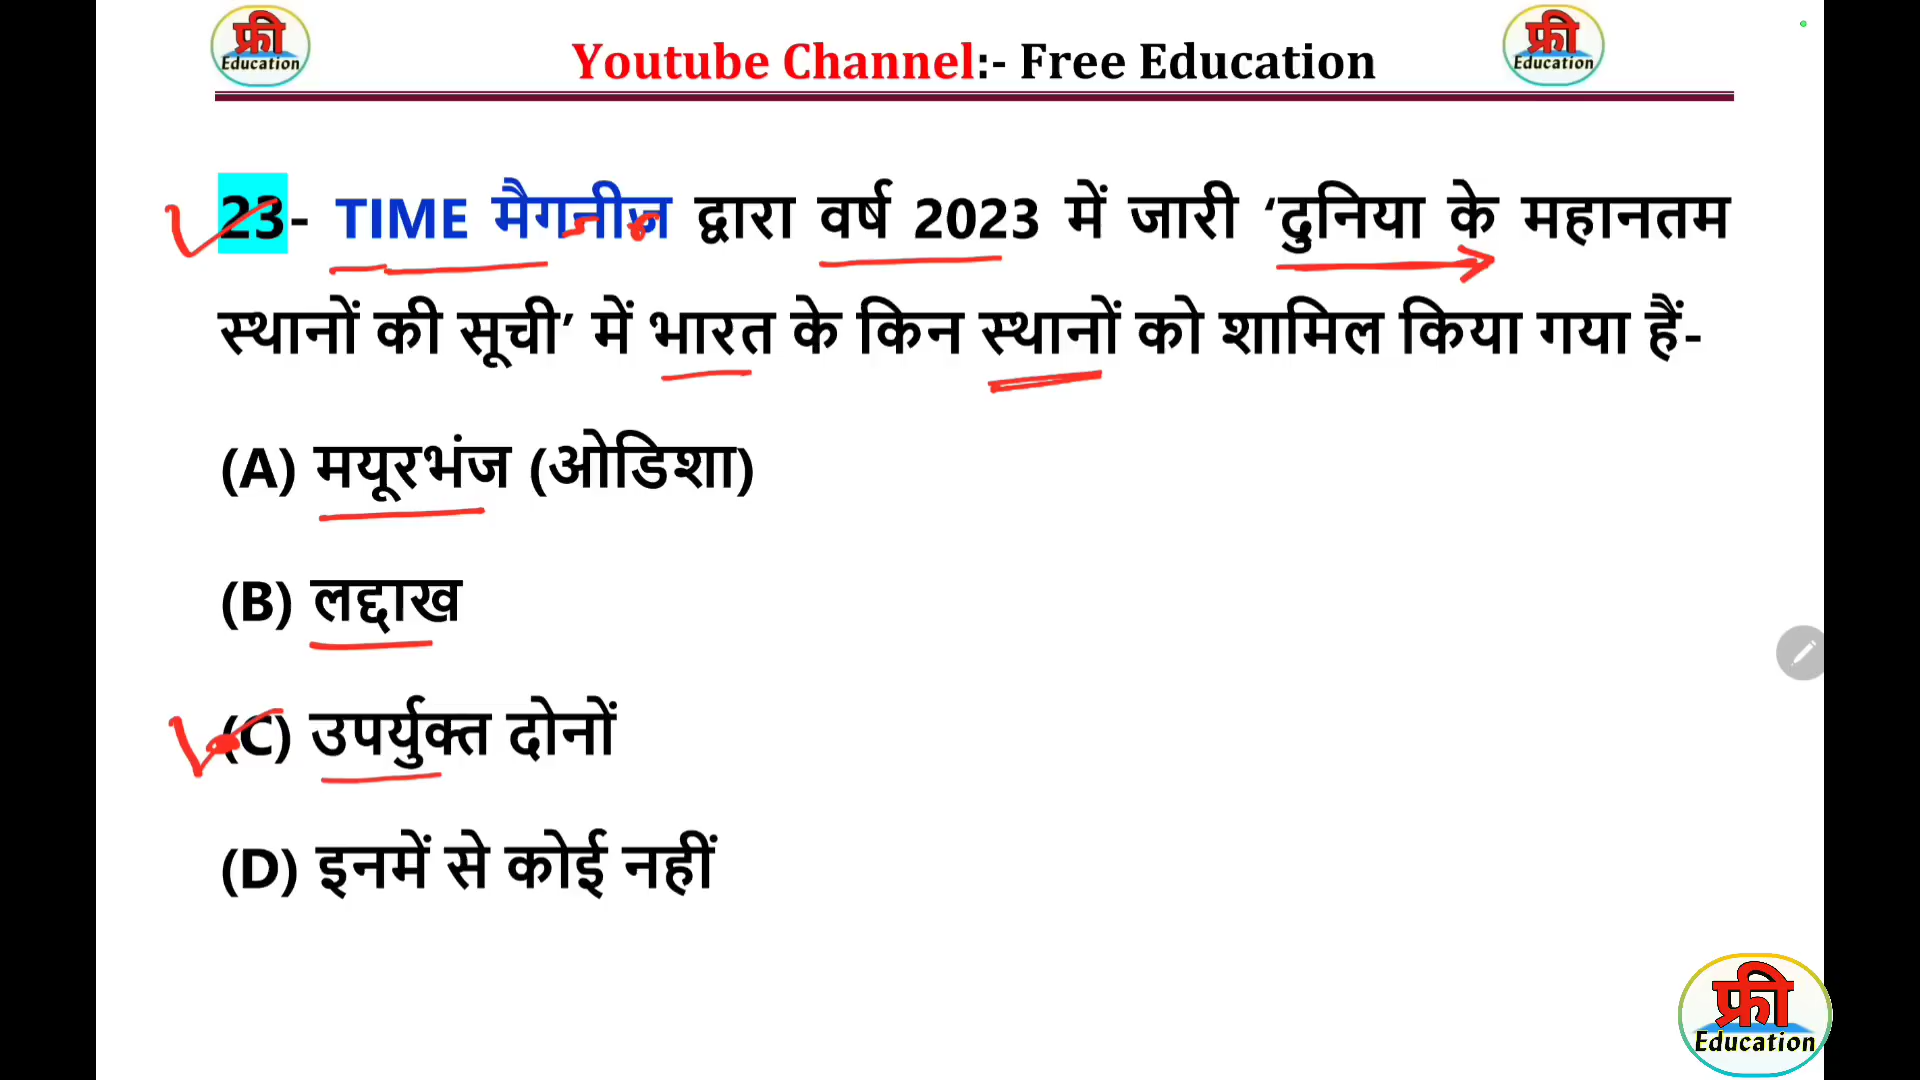 फ्री
Education
Youtube Channel:- Free Education
फ्री
Education
23- TIME मैगनीज द्वारा वर्ष 2023 में जारी ‘दुनिया के महानतम
स्थानों की सूची’ में भारत के किन स्थानों को शामिल किया गया हैं-
(A) मयूरभंज (ओडिशा)
(B) लद्दाख
(C) उपर्युक्त दोनों
(D) इनमें से कोई नहीं
फ्री
Education